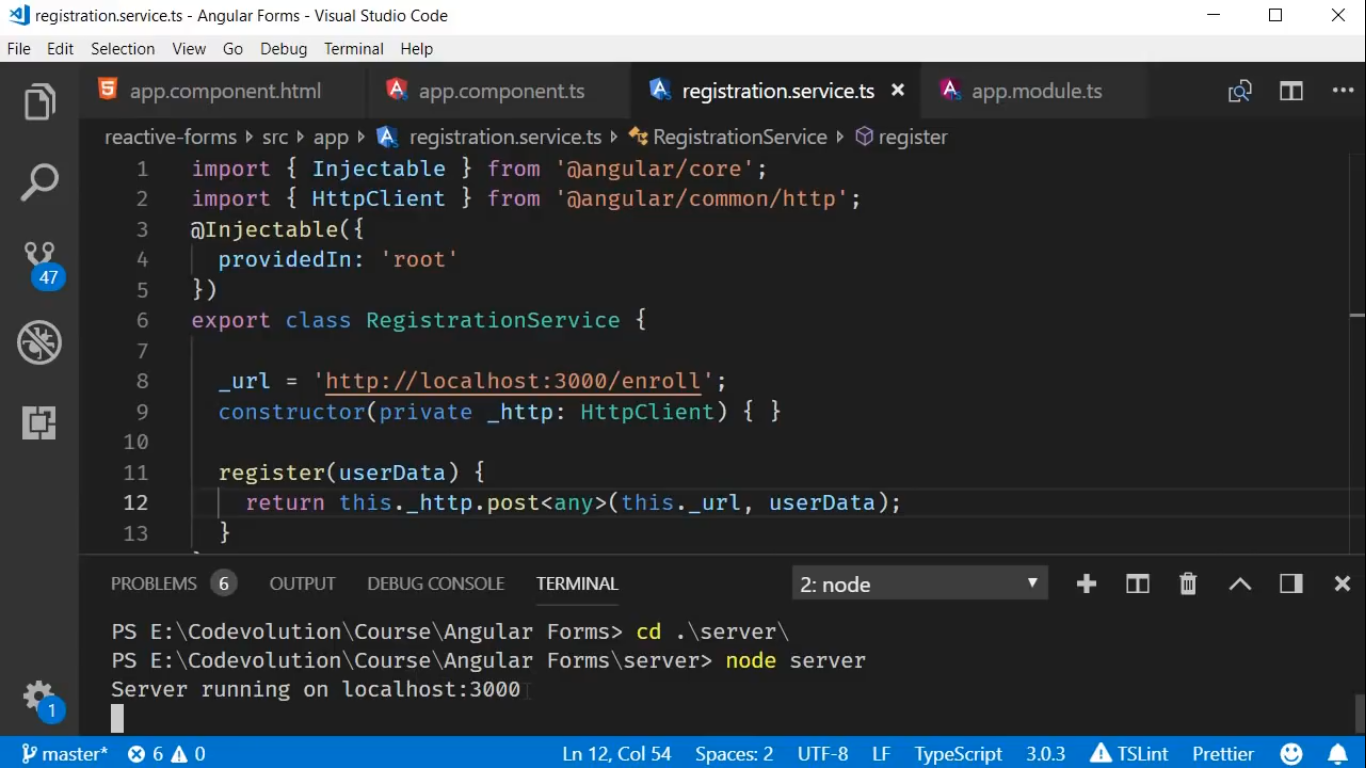 registration.service.ts - Angular Forms - Visual Studio Code
File Edit Selection View Go Debug Terminal Help
app.component.html app.component.ts registration.service.ts app.module.ts
reactive-forms src app registration.service.ts RegistrationService register
1 import { Injectable } from '@angular/core';
2 import { HttpClient } from '@angular/common/http';
3 @Injectable({
4 providedIn: 'root'
5 })
6 export class RegistrationService {
7
8 _url = 'http://localhost:3000/enroll';
9 constructor(private _http: HttpClient) { }
10
11 register(userData) {
12 return this._http.post<any>(this._url, userData);
13 }
47
PROBLEMS 6 OUTPUT DEBUG CONSOLE TERMINAL 2: node
PS E:\Codevolution\Course\Angular Forms> cd .\server\
PS E:\Codevolution\Course\Angular Forms\server> node server
Server running on localhost:3000
1
master* 6 0 Ln 12, Col 54 Spaces: 2 UTF-8 LF TypeScript 3.0.3 TSLint Prettier